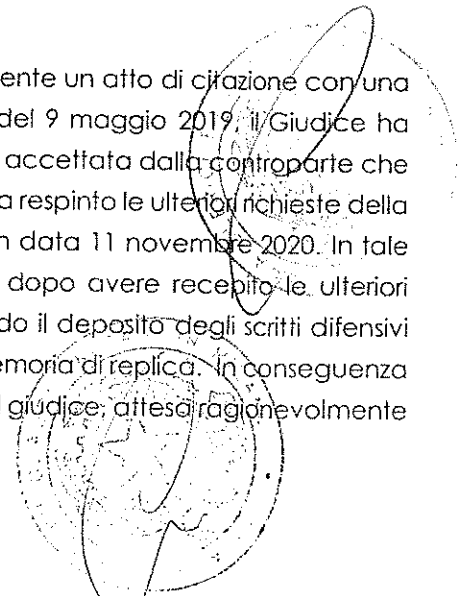 ente un atto di citazione con una
del 9 maggio 2019, il Giudice ha
accettata dalla controparte che
a respinto le ulteriori richieste della
n data 11 novembre 2020. In tale
dopo avere recepito le ulteriori
do il deposito degli scritti difensivi
emoria di replica. In conseguenza
l giudice, attesa ragionevolmente